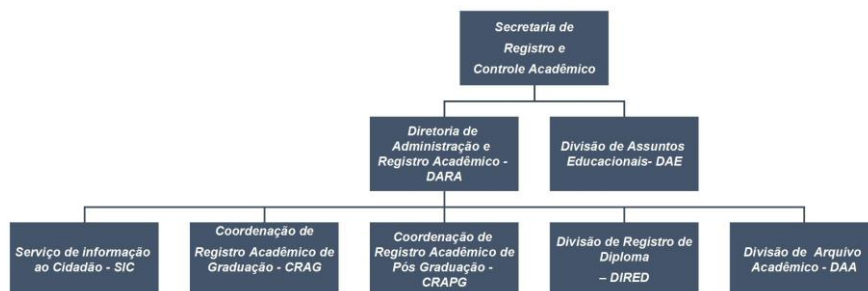 Secretaria de
Registro e
Controle Acadêmico
Diretoria de
Administração e
Registro Acadêmico -
DARA
Divisão de Assuntos
Educacionais- DAE
Serviço de informação
ao Cidadão - SIC
Coordenação de
Registro Acadêmico de
Graduação - CRAG
Coordenação de
Registro Acadêmico de
Pós Graduação -
CRAPG
Divisão de Registro de
Diploma
– DIRED
Divisão de Arquivo
Acadêmico - DAA